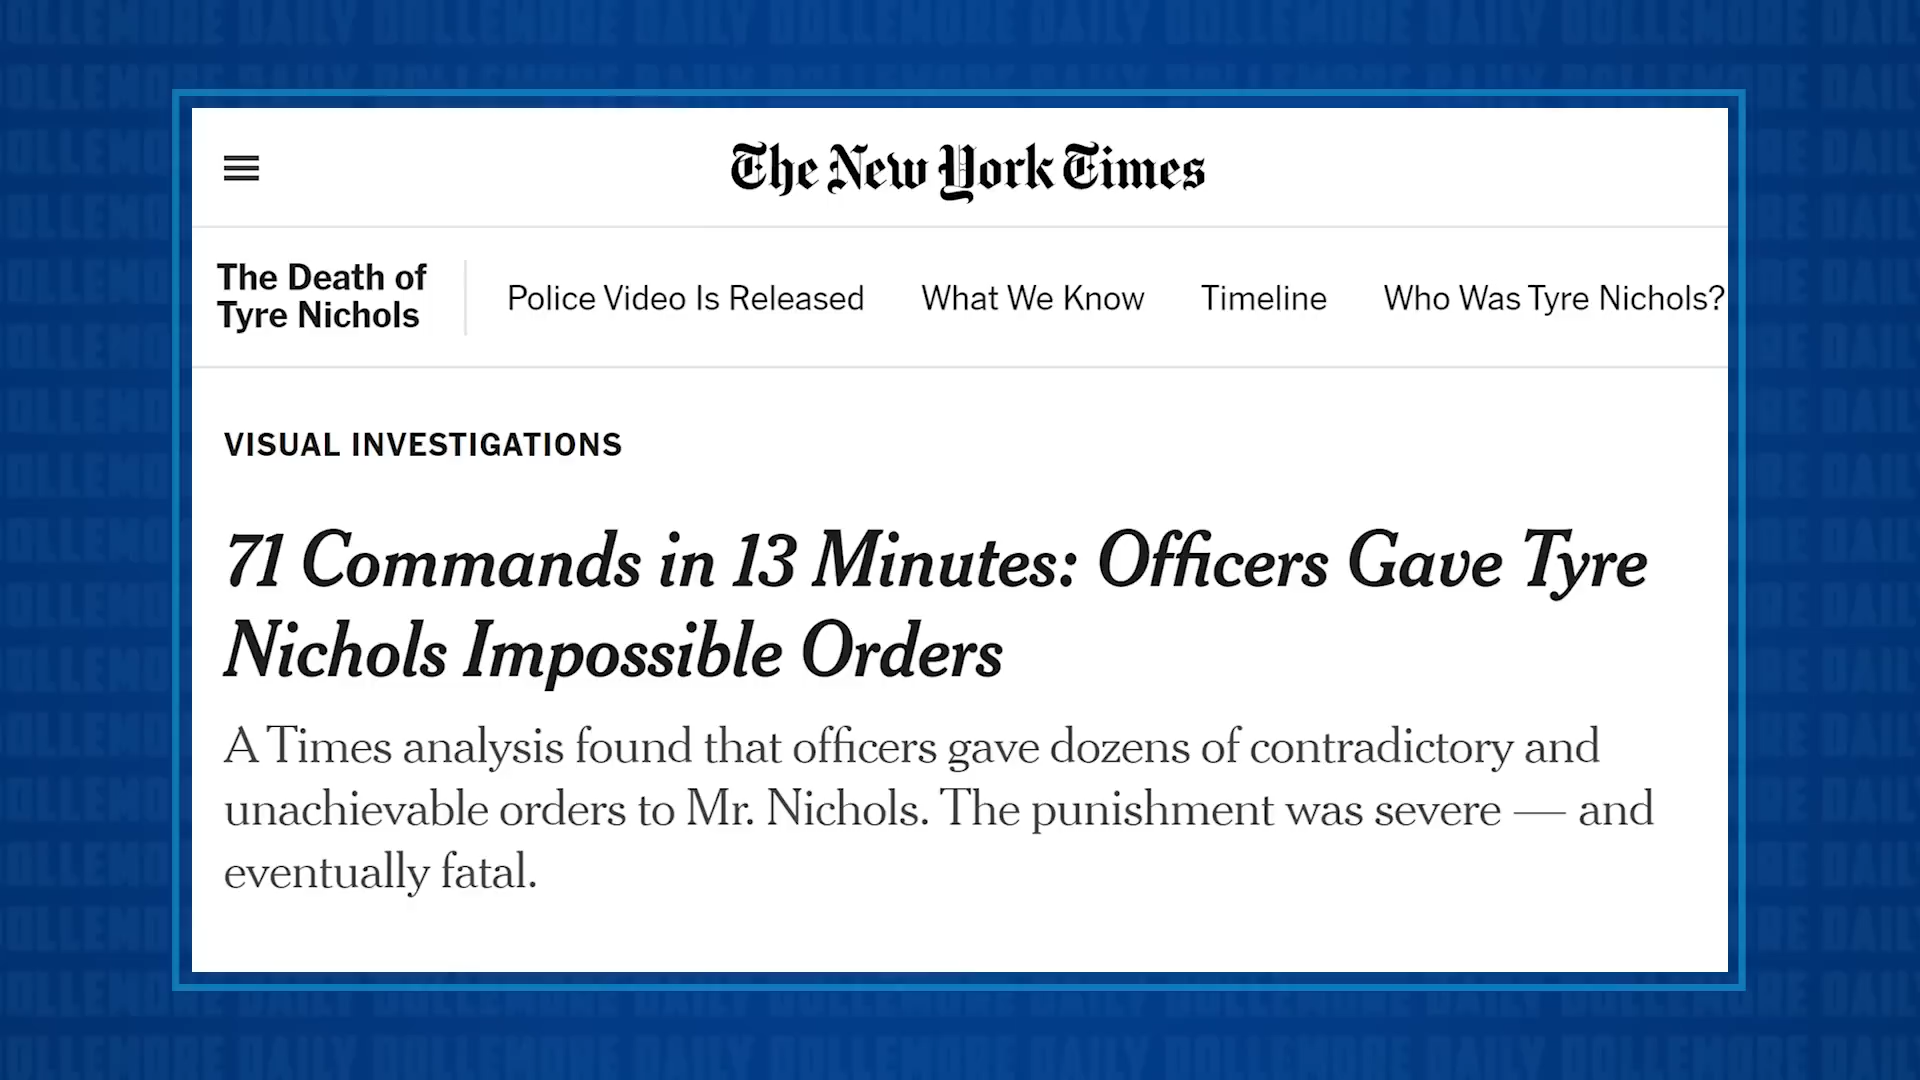 The New York Times
The Death of
Tyre Nichols
Police Video Is Released What We Know Timeline Who Was Tyre Nichols?
VISUAL INVESTIGATIONS
71 Commands in 13 Minutes: Officers Gave Tyre
Nichols Impossible Orders
A Times analysis found that officers gave dozens of contradictory and
unachievable orders to Mr. Nichols. The punishment was severe — and
eventually fatal.